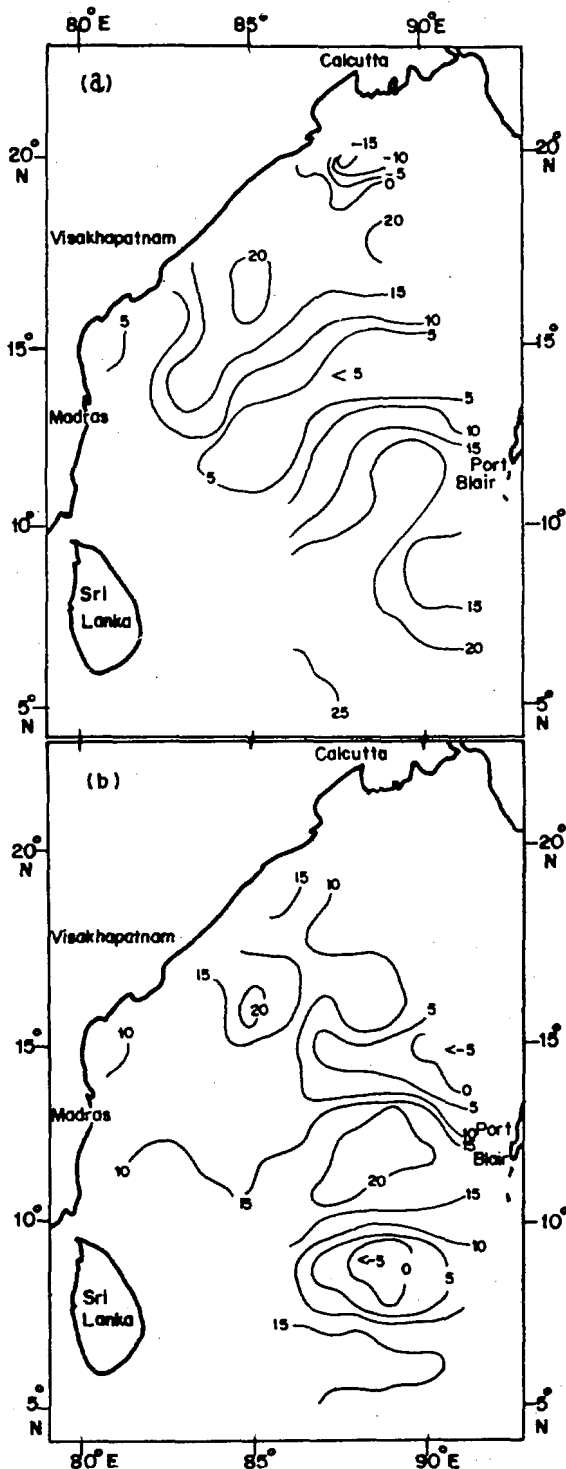 80°E 85° 90°E
(a)
Calcutta
-15
-10
-5
0
20°
N
20°
N
20
Visakhapatnam
20
15
10
5
5
15°
15°
< 5
5
10
15
Madras
5
Port
Blair
10°
10°
Sri
Lanka
15
20
25
5°
N
5°
N
Calcutta
(b)
20°
N
20°
N
15
10
Visakhapatnam
15
20
5
10
<-5
15°
15°
0
5
Madras
10
15
Port
Blair
10
15
20
15
10°
10°
10
<-5
0
5
Sri
Lanka
15
5°
N
5°
N
80°E 85° 90°E